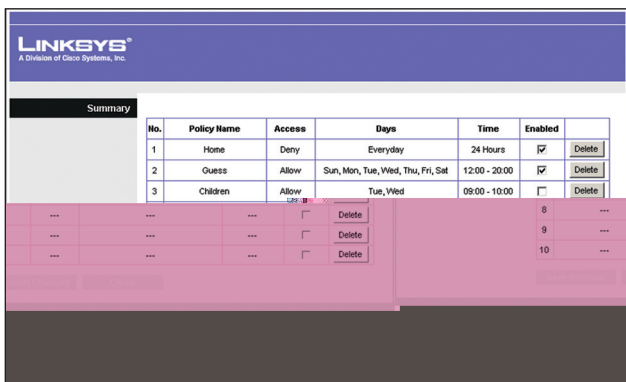 LINKSYS®
A Division of Cisco Systems, Inc.
Summary
No. Policy Name Access Days Time Enabled
1 Home Deny Everyday 24 Hours Delete
2 Guess Allow Sun, Mon, Tue, Wed, Thu, Fri, Sat 12:00 - 20:00 Delete
3 Children Allow Tue, Wed 09:00 - 10:00 Delete
--- --- --- Delete 8 ---
--- --- --- Delete 9 ---
--- --- --- Delete 10 ---